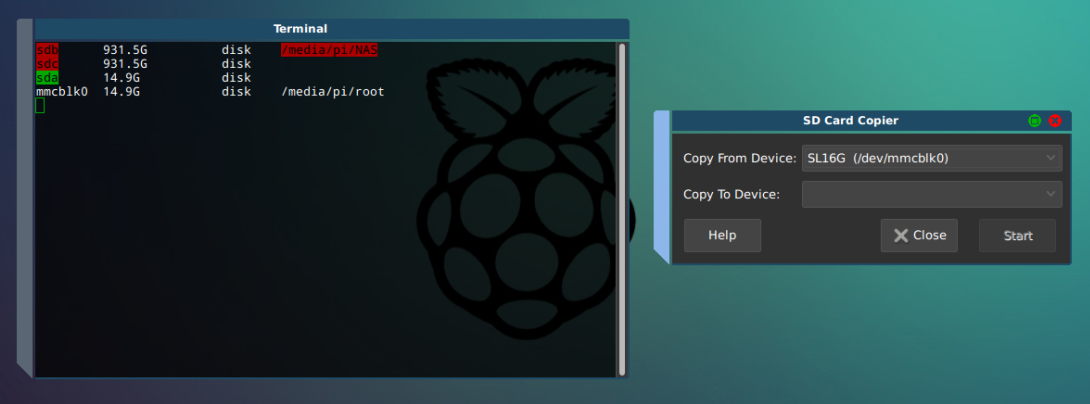 Terminal
sdb 931.5G disk /media/pi/NAS
sdc 931.5G disk
sda 14.9G disk
mmcblk0 14.9G disk /media/pi/root
SD Card Copier
Copy From Device: SL16G (/dev/mmcblk0)
Copy To Device:
Help Close Start